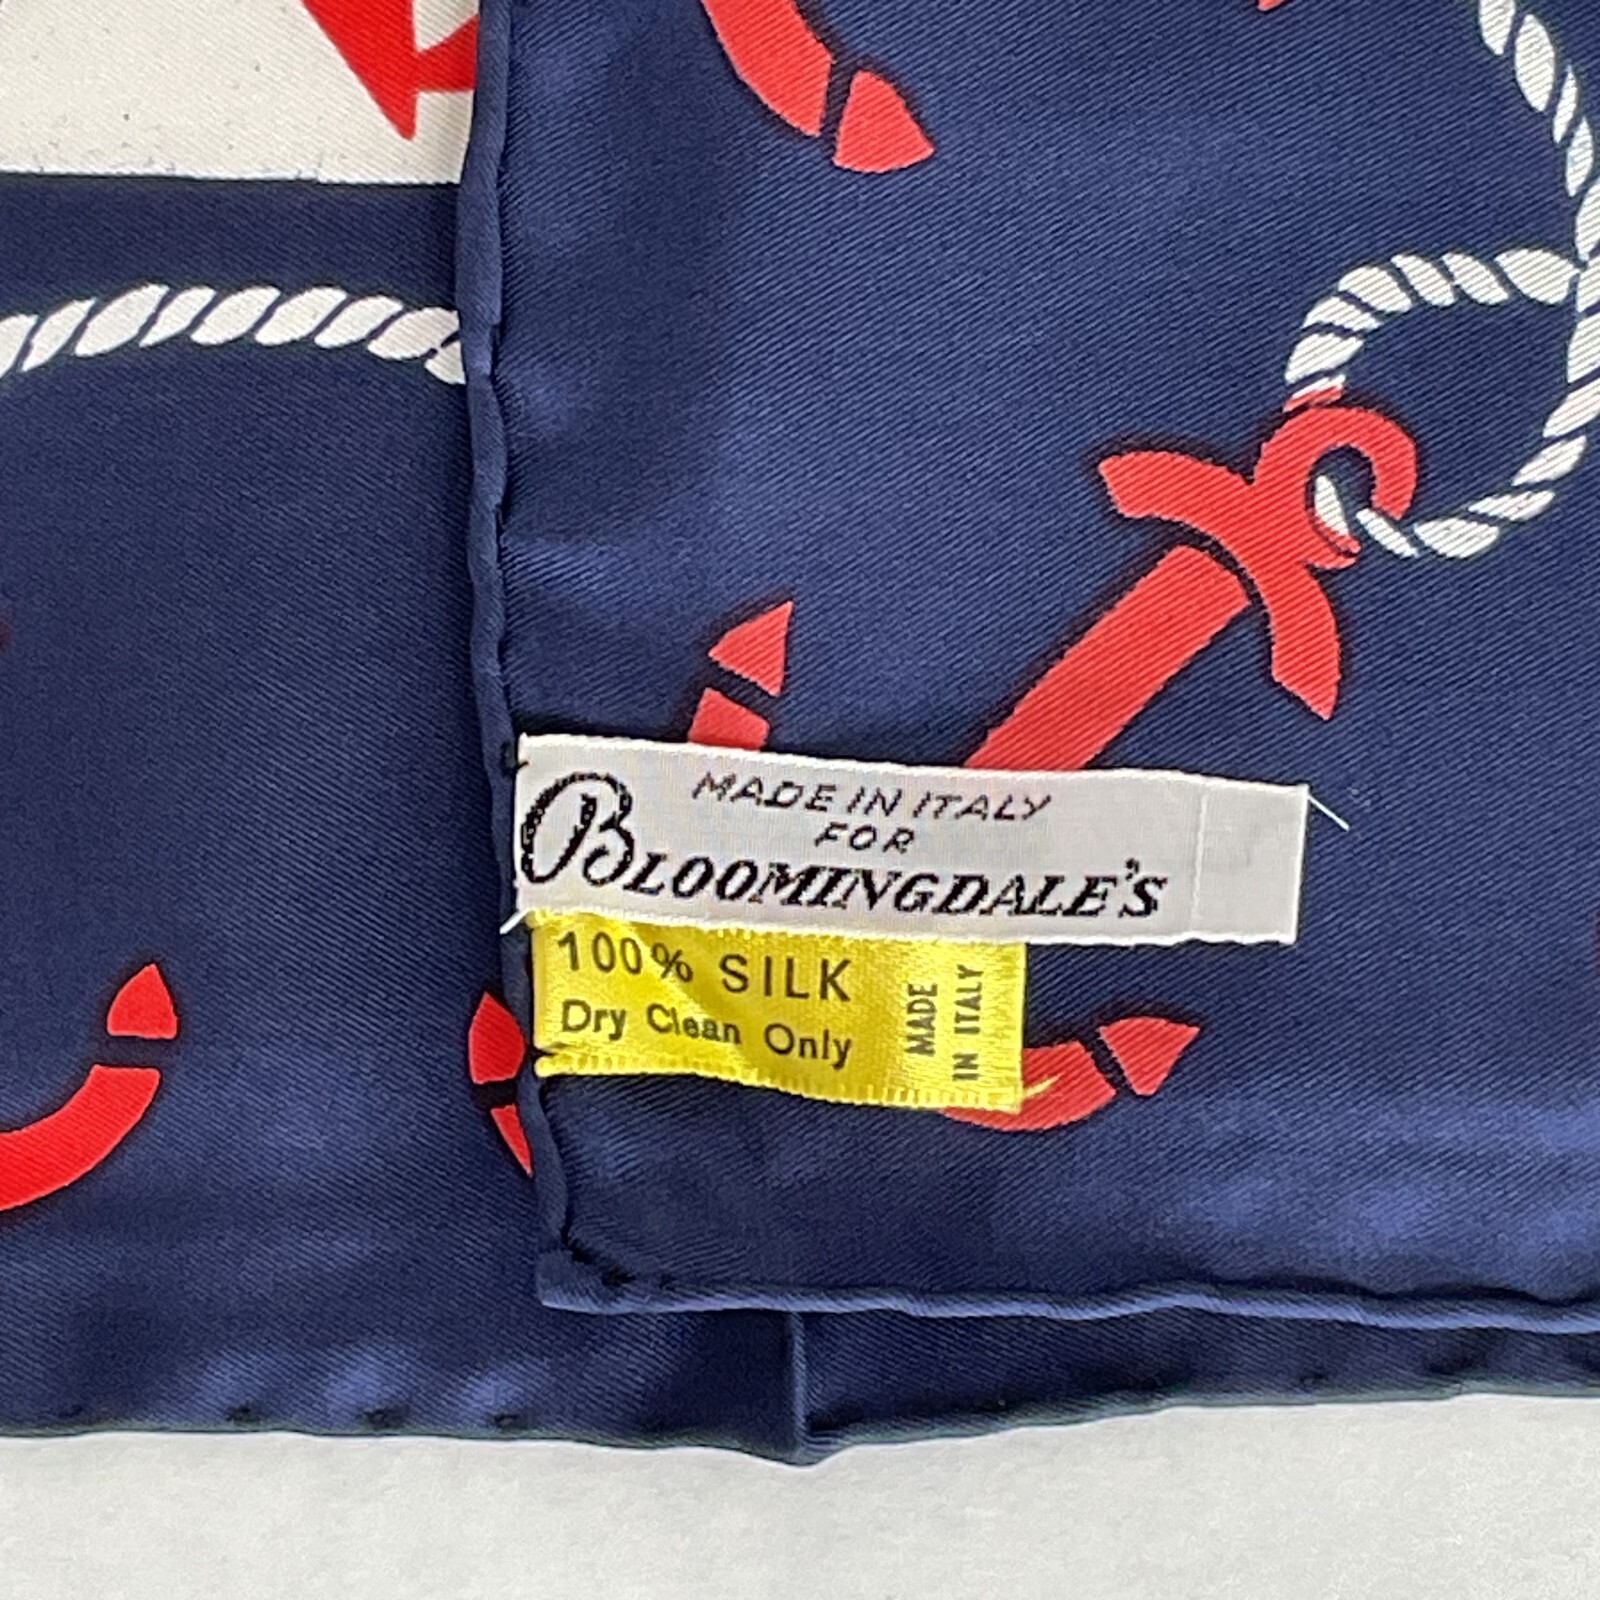 MADE IN ITALY
FOR
BLOOMINGDALE'S
100% SILK
Dry Clean Only
MADE
IN ITALY